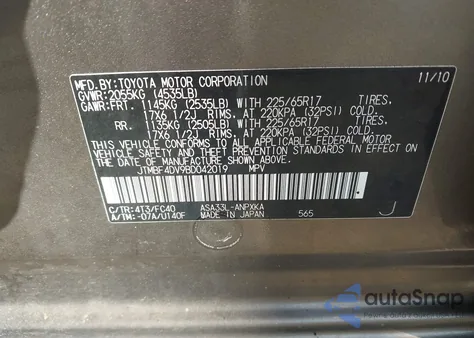 MFD.BY:TOYOTA MOTOR CORPORATION 11/10
GVWR:2055KG (4535LB)
GAWR:FRT. 1145KG (2535LB) WITH 225/65R17 TIRES.
17X6 1/2J RIMS. AT 220KPA (32PSI) COLD.
RR. 1135KG (2505LB) WITH 225/65R17 TIRES.
17X6 1/2J RIMS. AT 220KPA (32PSI) COLD.
THIS VEHICLE CONFORMS TO ALL APPLICABLE FEDERAL MOTOR
VEHICLE SAFETY AND THEFT PREVENTION STANDARDS IN EFFECT ON
THE DATE OF MANUFACTURE SHOWN ABOVE.
JTMBF4DV9BD042019 MPV
C/TR:4T3/FC40 ASA33L-ANPXKA
A/TM:-07A/U140F MADE IN JAPAN 565 J
autoSnap